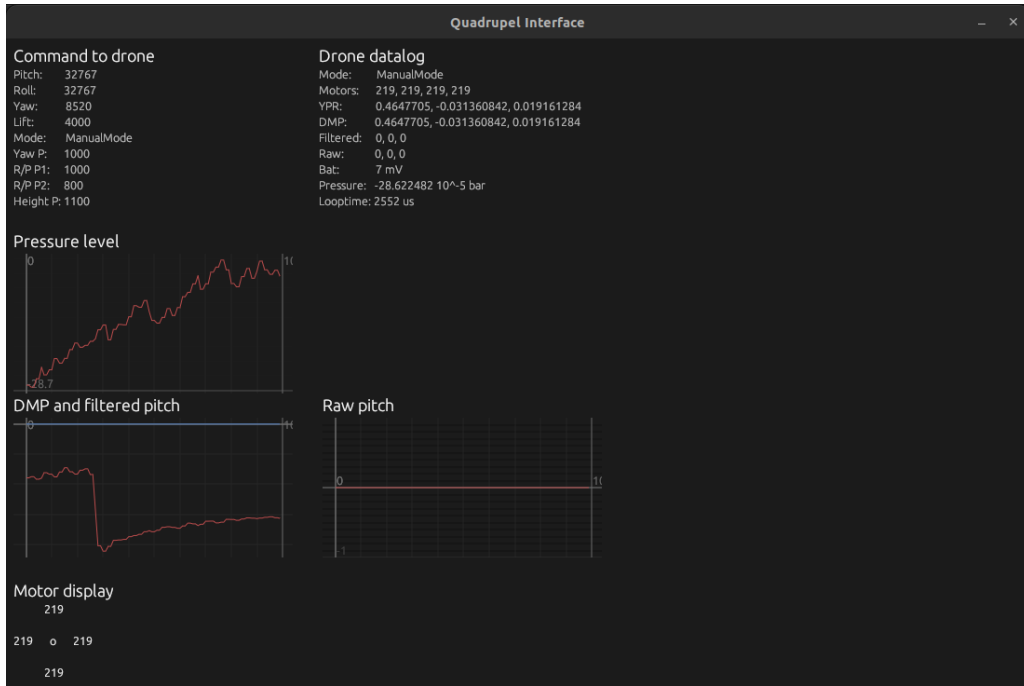 Quadrupel Interface
Command to drone
Pitch: 32767
Roll: 32767
Yaw: 8520
Lift: 4000
Mode: ManualMode
Yaw P: 1000
R/P P1: 1000
R/P P2: 800
Height P: 1100
Drone datalog
Mode: ManualMode
Motors: 219, 219, 219, 219
YPR: 0.4647705, -0.031360842, 0.019161284
DMP: 0.4647705, -0.031360842, 0.019161284
Filtered: 0, 0, 0
Raw: 0, 0, 0
Bat: 7 mV
Pressure: -28.622482 10^-5 bar
Looptime: 2552 us
Pressure level
0 10
-28.7
DMP and filtered pitch
0 10
Raw pitch
0 10
-1
Motor display
219
219 o 219
219